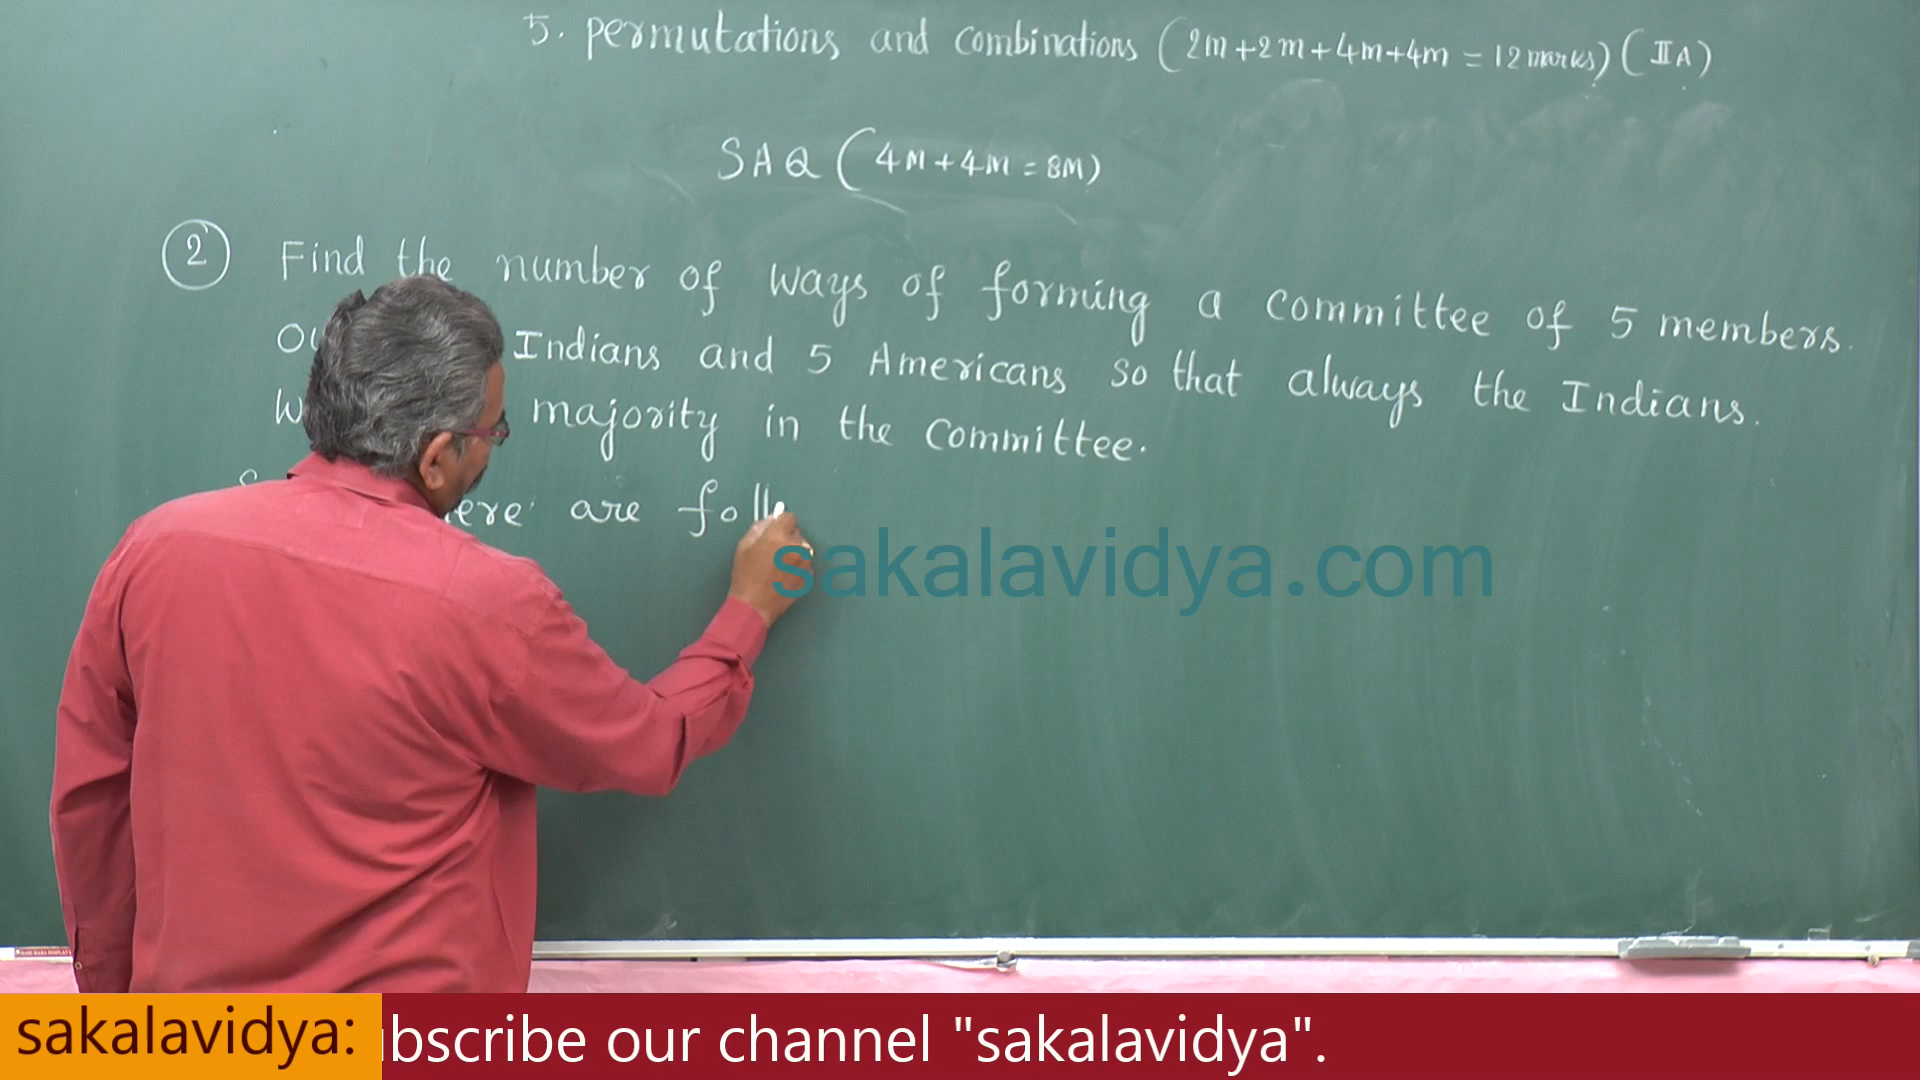 5. permutations and combinations (2m+2m+4m+4m = 12 marks) (IIA)
SAQ (4M+4M=8M)
2 Find the number of ways of forming a committee of 5 members.
Indians and 5 Americans so that always the Indians.
majority in the committee.
are foll
sakalavidya.com
sakalavidya: ubscribe our channel "sakalavidya".